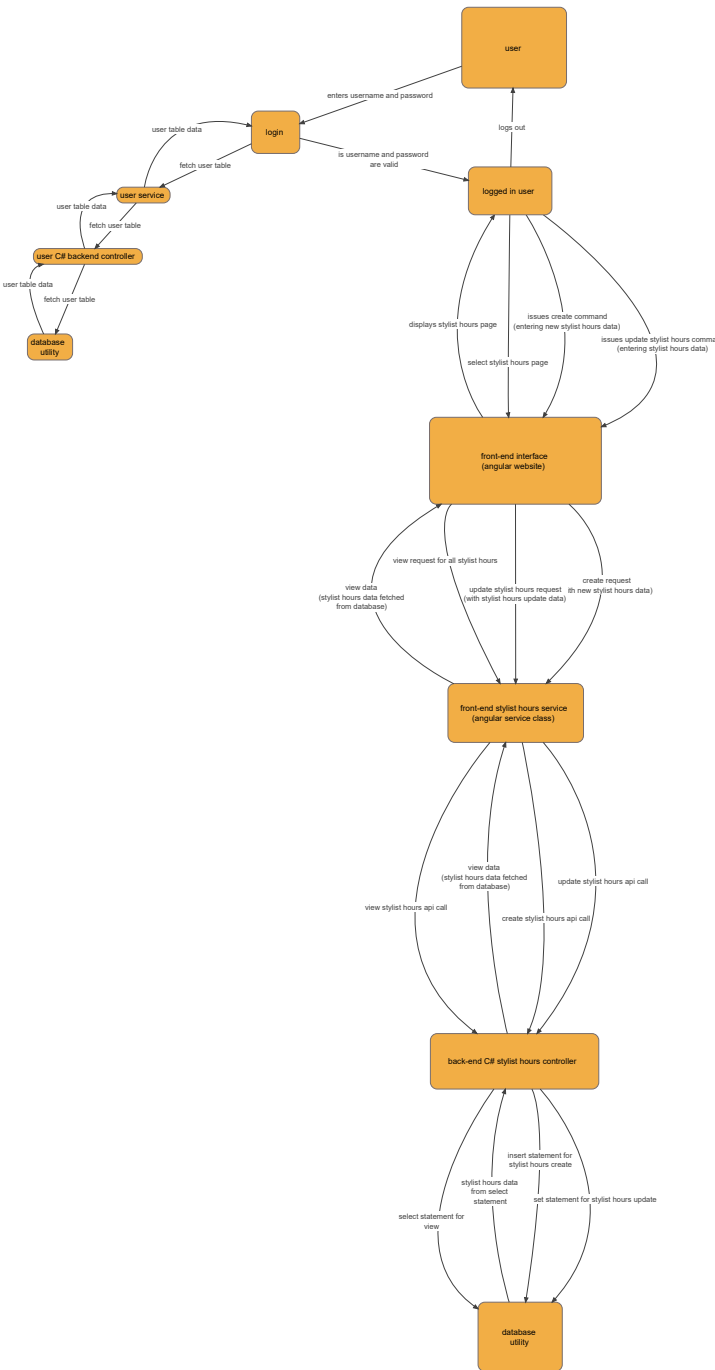 user
enters username and password
login
user table data
logs out
is username and password
are valid
fetch user table
logged in user
user service
user table data
fetch user table
user C# backend controller
user table data
fetch user table
database
utility
displays stylist hours page
issues create command
(entering new stylist hours data)
issues update stylist hours comma
(entering stylist hours data)
select stylist hours page
front-end interface
(angular website)
view request for all stylist hours
view data
(stylist hours data fetched
from database)
update stylist hours request
(with stylist hours update data)
create request
ith new stylist hours data)
front-end stylist hours service
(angular service class)
view data
(stylist hours data fetched
from database)
update stylist hours api call
view stylist hours api call
create stylist hours api call
back-end C# stylist hours controller
insert statement for
stylist hours create
stylist hours data
from select
statement
set statement for stylist hours update
select statement for
view
database
utility